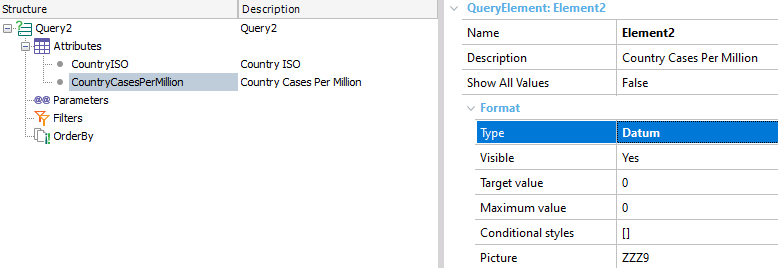 Structure Description
Query2 Query2
Attributes
CountryISO Country ISO
CountryCasesPerMillion Country Cases Per Million
Parameters
Filters
OrderBy
QueryElement: Element2
Name Element2
Description Country Cases Per Million
Show All Values False
Format
Type Datum
Visible Yes
Target value 0
Maximum value 0
Conditional styles []
Picture ZZZ9